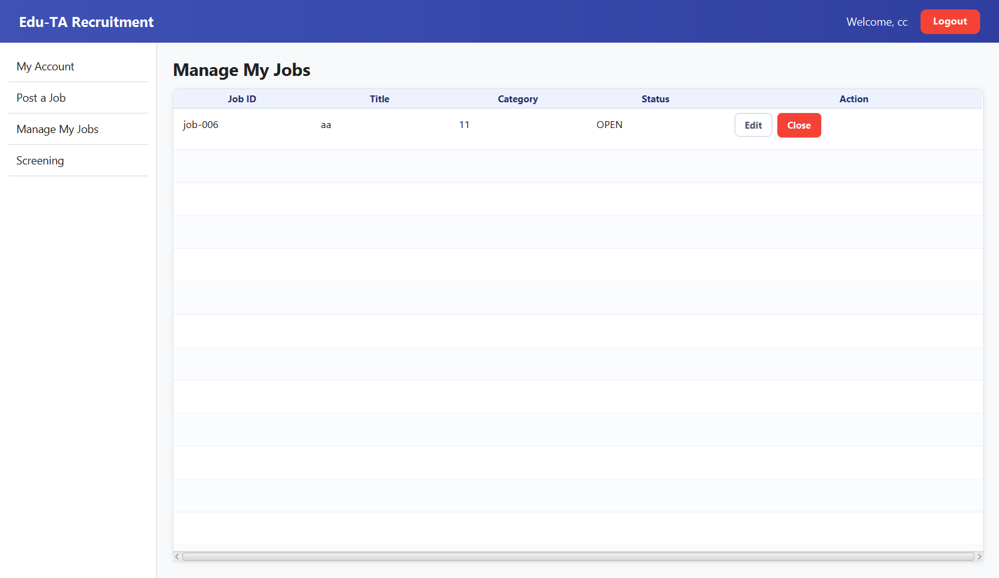 Edu-TA Recruitment
Welcome, cc
Logout
My Account
Post a Job
Manage My Jobs
Screening
Manage My Jobs
Job ID Title Category Status Action
job-006 aa 11 OPEN Edit Close